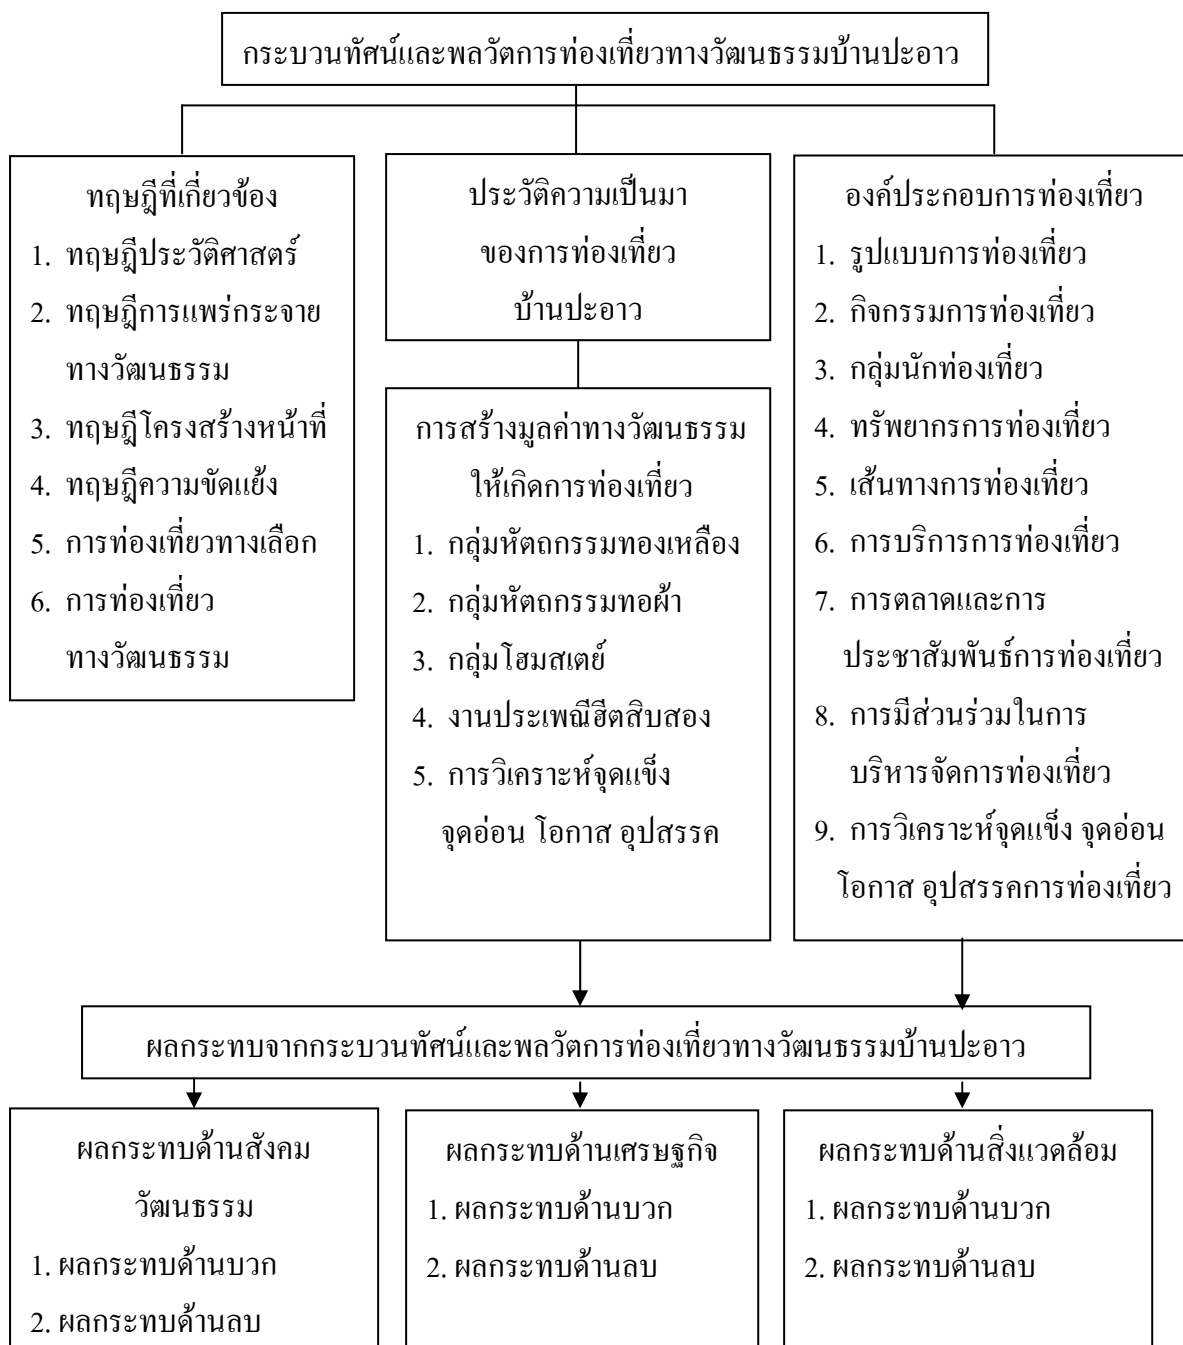 กระบวนทัศน์และพลวัตการท่องเที่ยวทางวัฒนธรรมบ้านปะอาว
ทฤษฎีที่เกี่ยวข้อง
1. ทฤษฎีประวัติศาสตร์
2. ทฤษฎีการแพร่กระจาย
ทางวัฒนธรรม
3. ทฤษฎีโครงสร้างหน้าที่
4. ทฤษฎีความขัดแย้ง
5. การท่องเที่ยวทางเลือก
6. การท่องเที่ยว
ทางวัฒนธรรม
ประวัติความเป็นมา
ของการท่องเที่ยว
บ้านปะอาว
การสร้างมูลค่าทางวัฒนธรรม
ให้เกิดการท่องเที่ยว
1. กลุ่มหัตถกรรมทองเหลือง
2. กลุ่มหัตถกรรมทอผ้า
3. กลุ่มโฮมสเตย์
4. งานประเพณีฮีตสิบสอง
5. การวิเคราะห์จุดแข็ง
จุดอ่อน โอกาส อุปสรรค
องค์ประกอบการท่องเที่ยว
1. รูปแบบการท่องเที่ยว
2. กิจกรรมการท่องเที่ยว
3. กลุ่มนักท่องเที่ยว
4. ทรัพยากรการท่องเที่ยว
5. เส้นทางการท่องเที่ยว
6. การบริการการท่องเที่ยว
7. การตลาดและการ
ประชาสัมพันธ์การท่องเที่ยว
8. การมีส่วนร่วมในการ
บริหารจัดการท่องเที่ยว
9. การวิเคราะห์จุดแข็ง จุดอ่อน
โอกาส อุปสรรคการท่องเที่ยว
ผลกระทบจากกระบวนทัศน์และพลวัตการท่องเที่ยวทางวัฒนธรรมบ้านปะอาว
ผลกระทบด้านสังคม
วัฒนธรรม
1. ผลกระทบด้านบวก
2. ผลกระทบด้านลบ
ผลกระทบด้านเศรษฐกิจ
1. ผลกระทบด้านบวก
2. ผลกระทบด้านลบ
ผลกระทบด้านสิ่งแวดล้อม
1. ผลกระทบด้านบวก
2. ผลกระทบด้านลบ